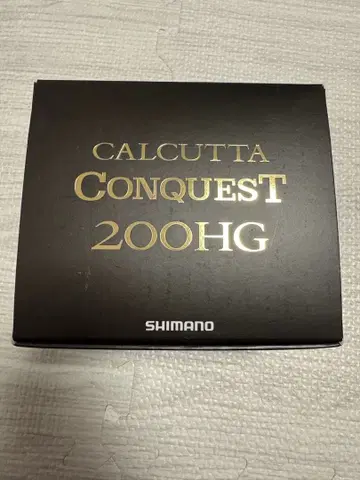 CALCUTTA
CONQUEST
200HG
SHIMANO